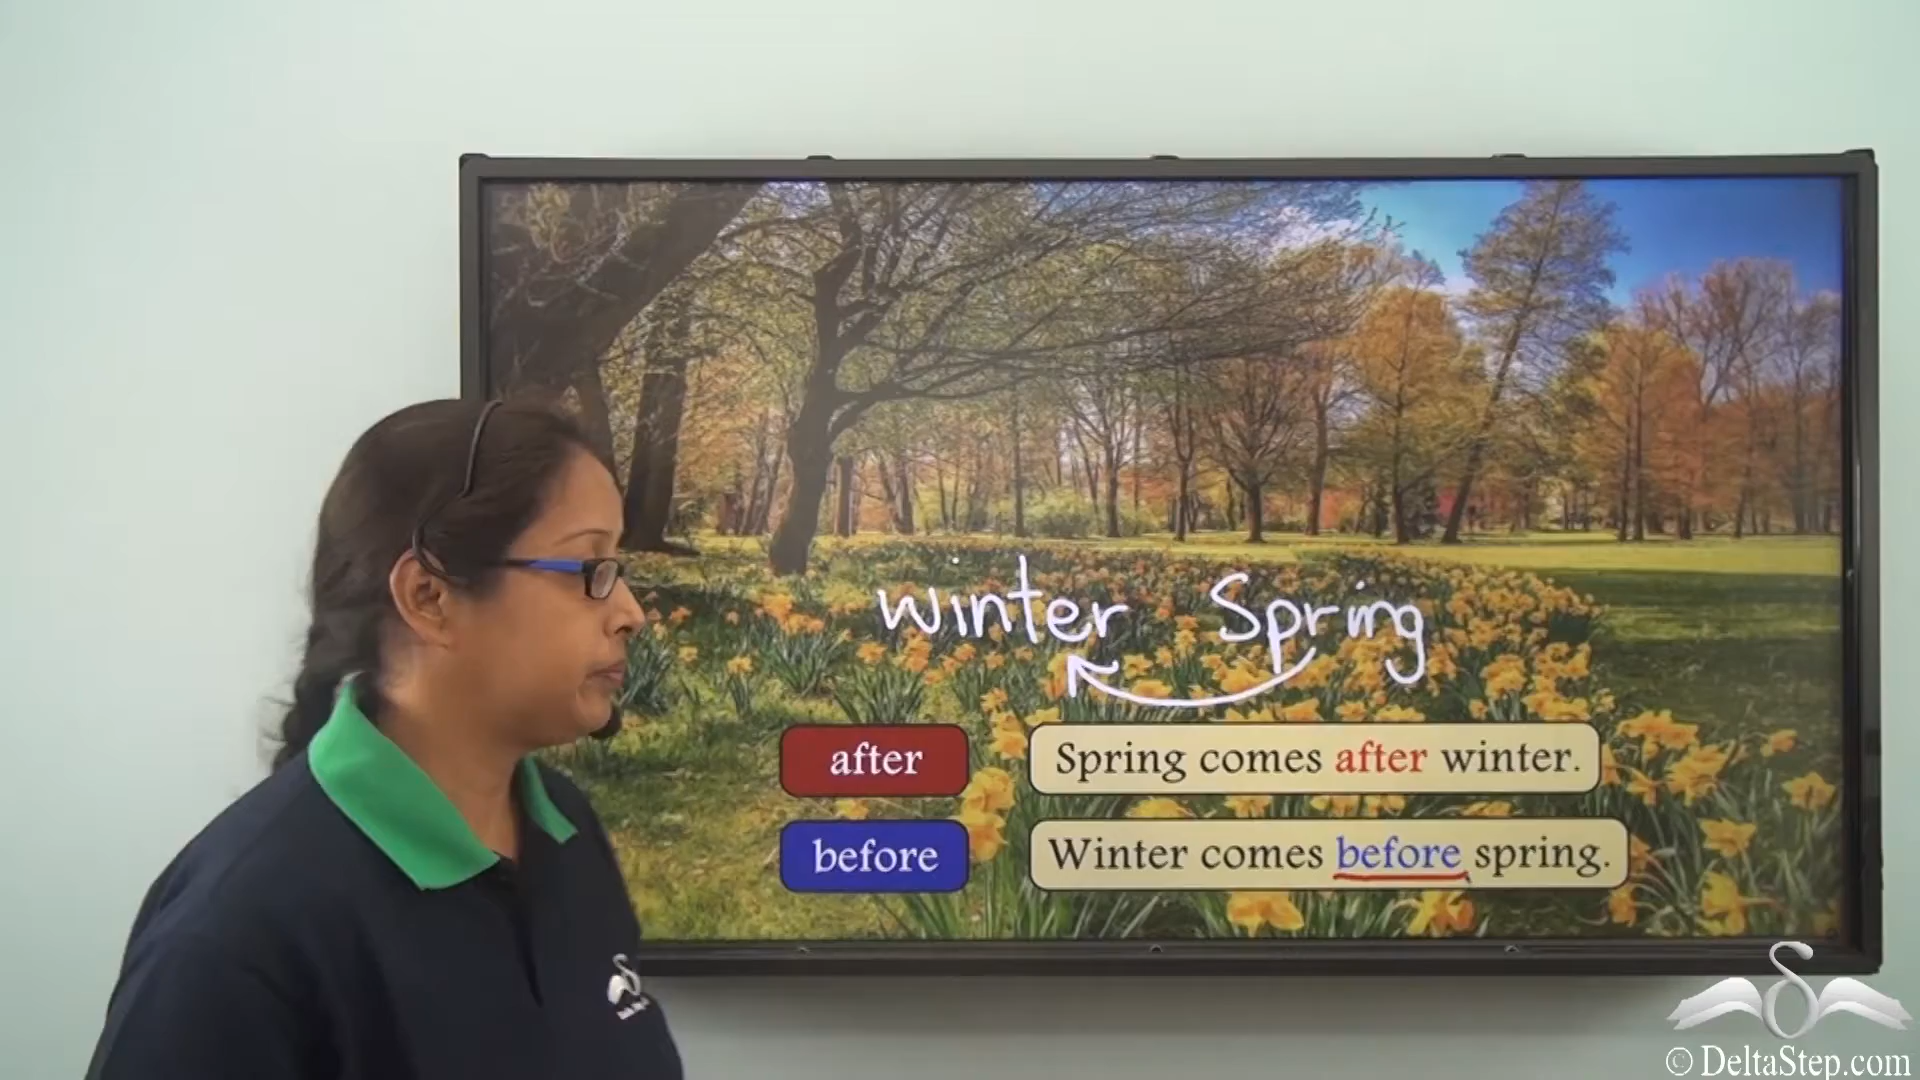 winter Spring
after
Spring comes after winter.
before
Winter comes before spring.
© DeltaStep.com